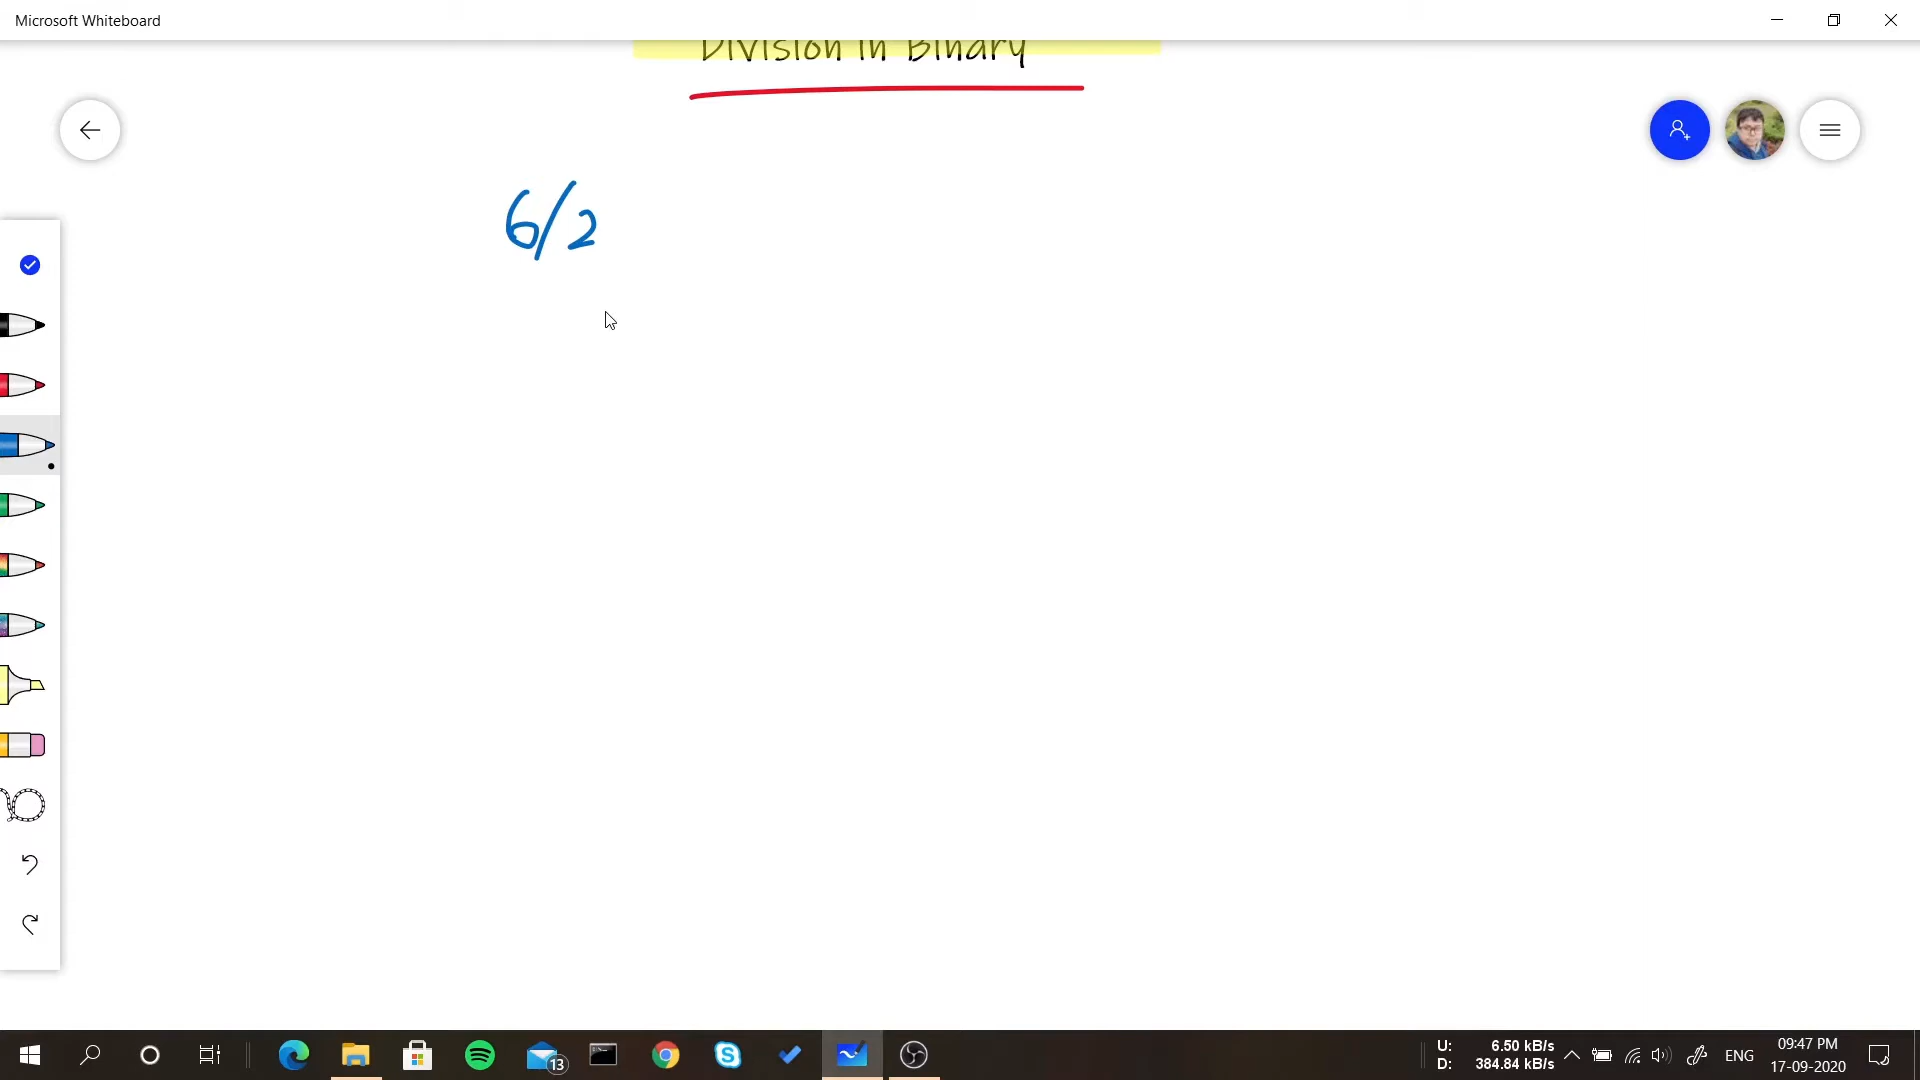 Microsoft Whiteboard
Division in Binary
6/2
13
U: 6.50 kB/s
D: 384.84 kB/s
ENG
09:47 PM
17-09-2020